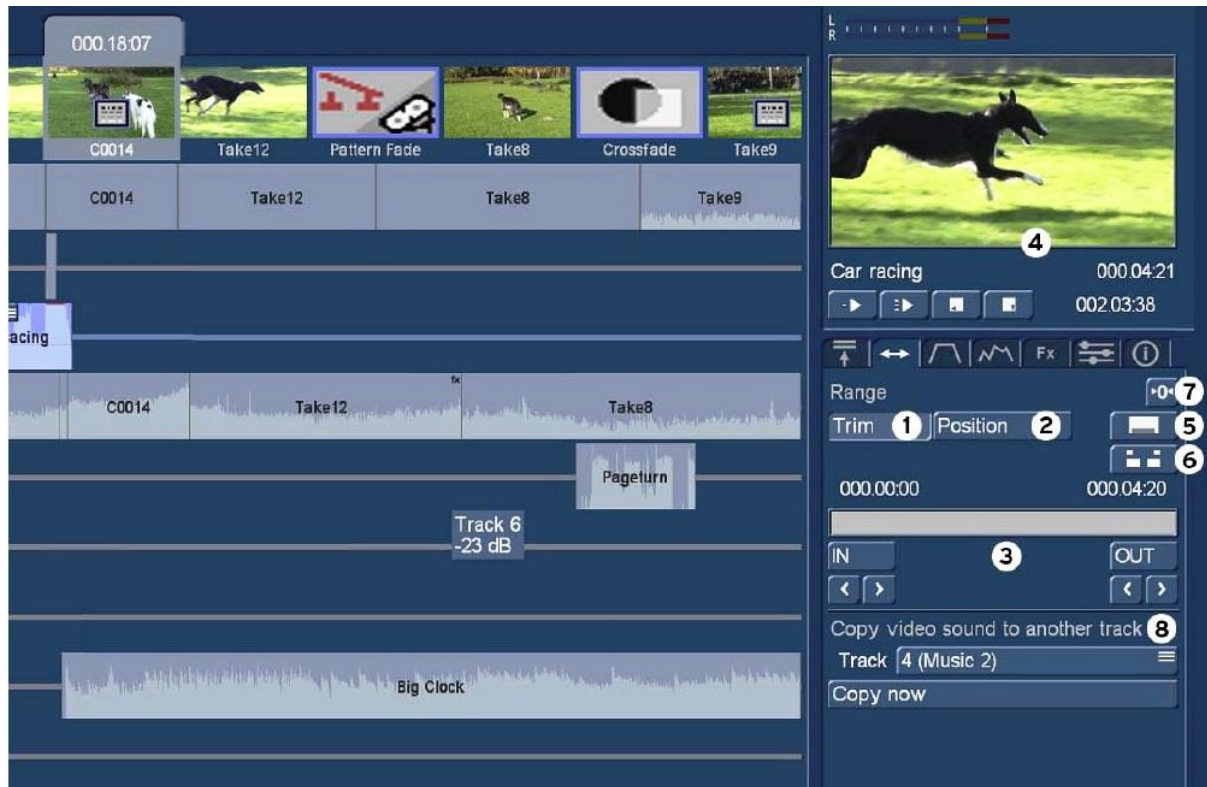 000.18:07
C0014 Take12 Pattern Fade Take8 Crossfade Take9
C0014 Take12 Take8 Take9
acing
C0014 Take12 fx Take8
Pageturn
Track 6
-23 dB
Big Clock
L
R
4
Car racing 000.04:21
002.03:38
Fx
Range 7
Trim 1 Position 2 5
6
000.00:00 000.04:20
IN 3 OUT
Copy video sound to another track 8
Track 4 (Music 2)
Copy now